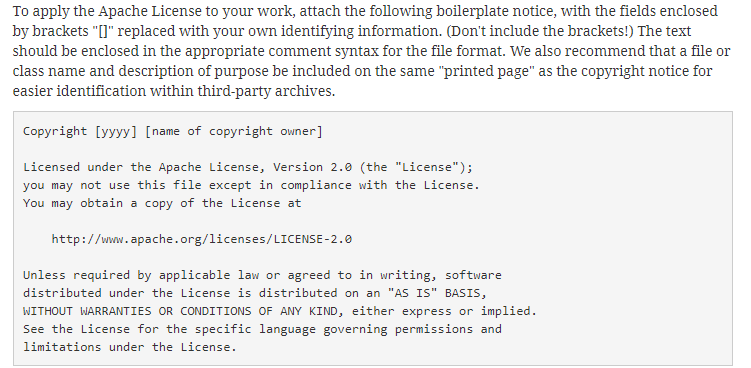 To apply the Apache License to your work, attach the following boilerplate notice, with the fields enclosed
by brackets "[]" replaced with your own identifying information. (Don't include the brackets!) The text
should be enclosed in the appropriate comment syntax for the file format. We also recommend that a file or
class name and description of purpose be included on the same "printed page" as the copyright notice for
easier identification within third-party archives.
Copyright [yyyy] [name of copyright owner]
Licensed under the Apache License, Version 2.0 (the "License");
you may not use this file except in compliance with the License.
You may obtain a copy of the License at
http://www.apache.org/licenses/LICENSE-2.0
Unless required by applicable law or agreed to in writing, software
distributed under the License is distributed on an "AS IS" BASIS,
WITHOUT WARRANTIES OR CONDITIONS OF ANY KIND, either express or implied.
See the License for the specific language governing permissions and
limitations under the License.